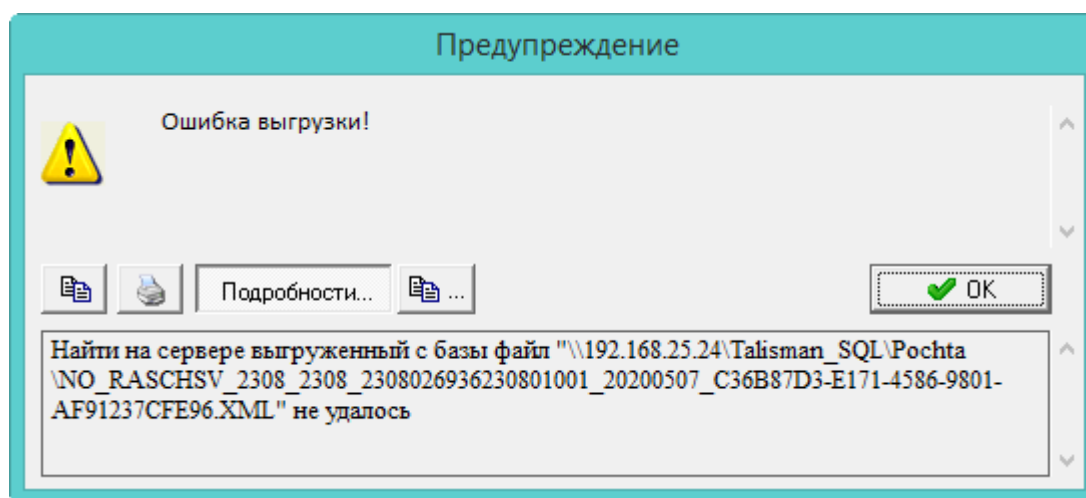 Предупреждение
Ошибка выгрузки!
Подробности...
...
OK
Найти на сервере выгруженный с базы файл "\\192.168.25.24\Talisman_SQL\Pochta
\NO_RASCHSV_2308_2308_2308026936230801001_20200507_C36B87D3-E171-4586-9801-
AF91237CFE96.XML" не удалось